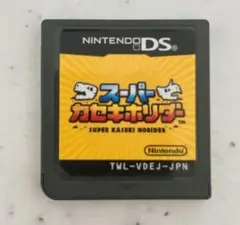 NINTENDO DS™
スーパー
カセキホリダー
SUPER KASEKI HORIDER
Nintendo
TWL-VDEJ-JPN